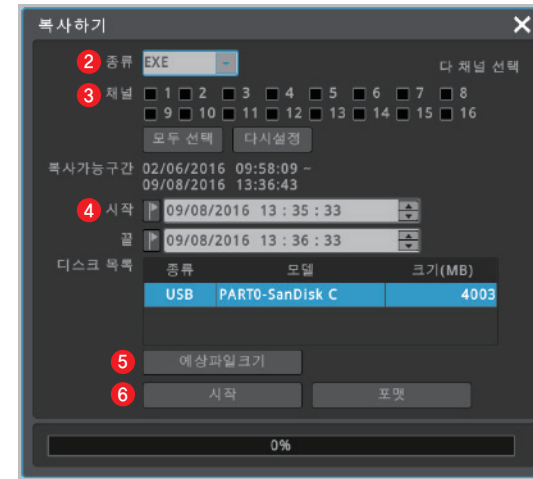 복사하기 ×
2 종류 EXE 다 채널 선택
3 채널 1 2 3 4 5 6 7 8
9 10 11 12 13 14 15 16
모두 선택 다시설정
복사가능구간 02/06/2016 09:58:09 ~
09/08/2016 13:36:43
4 시작 09/08/2016 13 : 35 : 33
끝 09/08/2016 13 : 36 : 33
디스크 목록 종류 모델 크기(MB)
USB PART0-SanDisk C 4003
5 예상파일크기
6 시작 포맷
0%